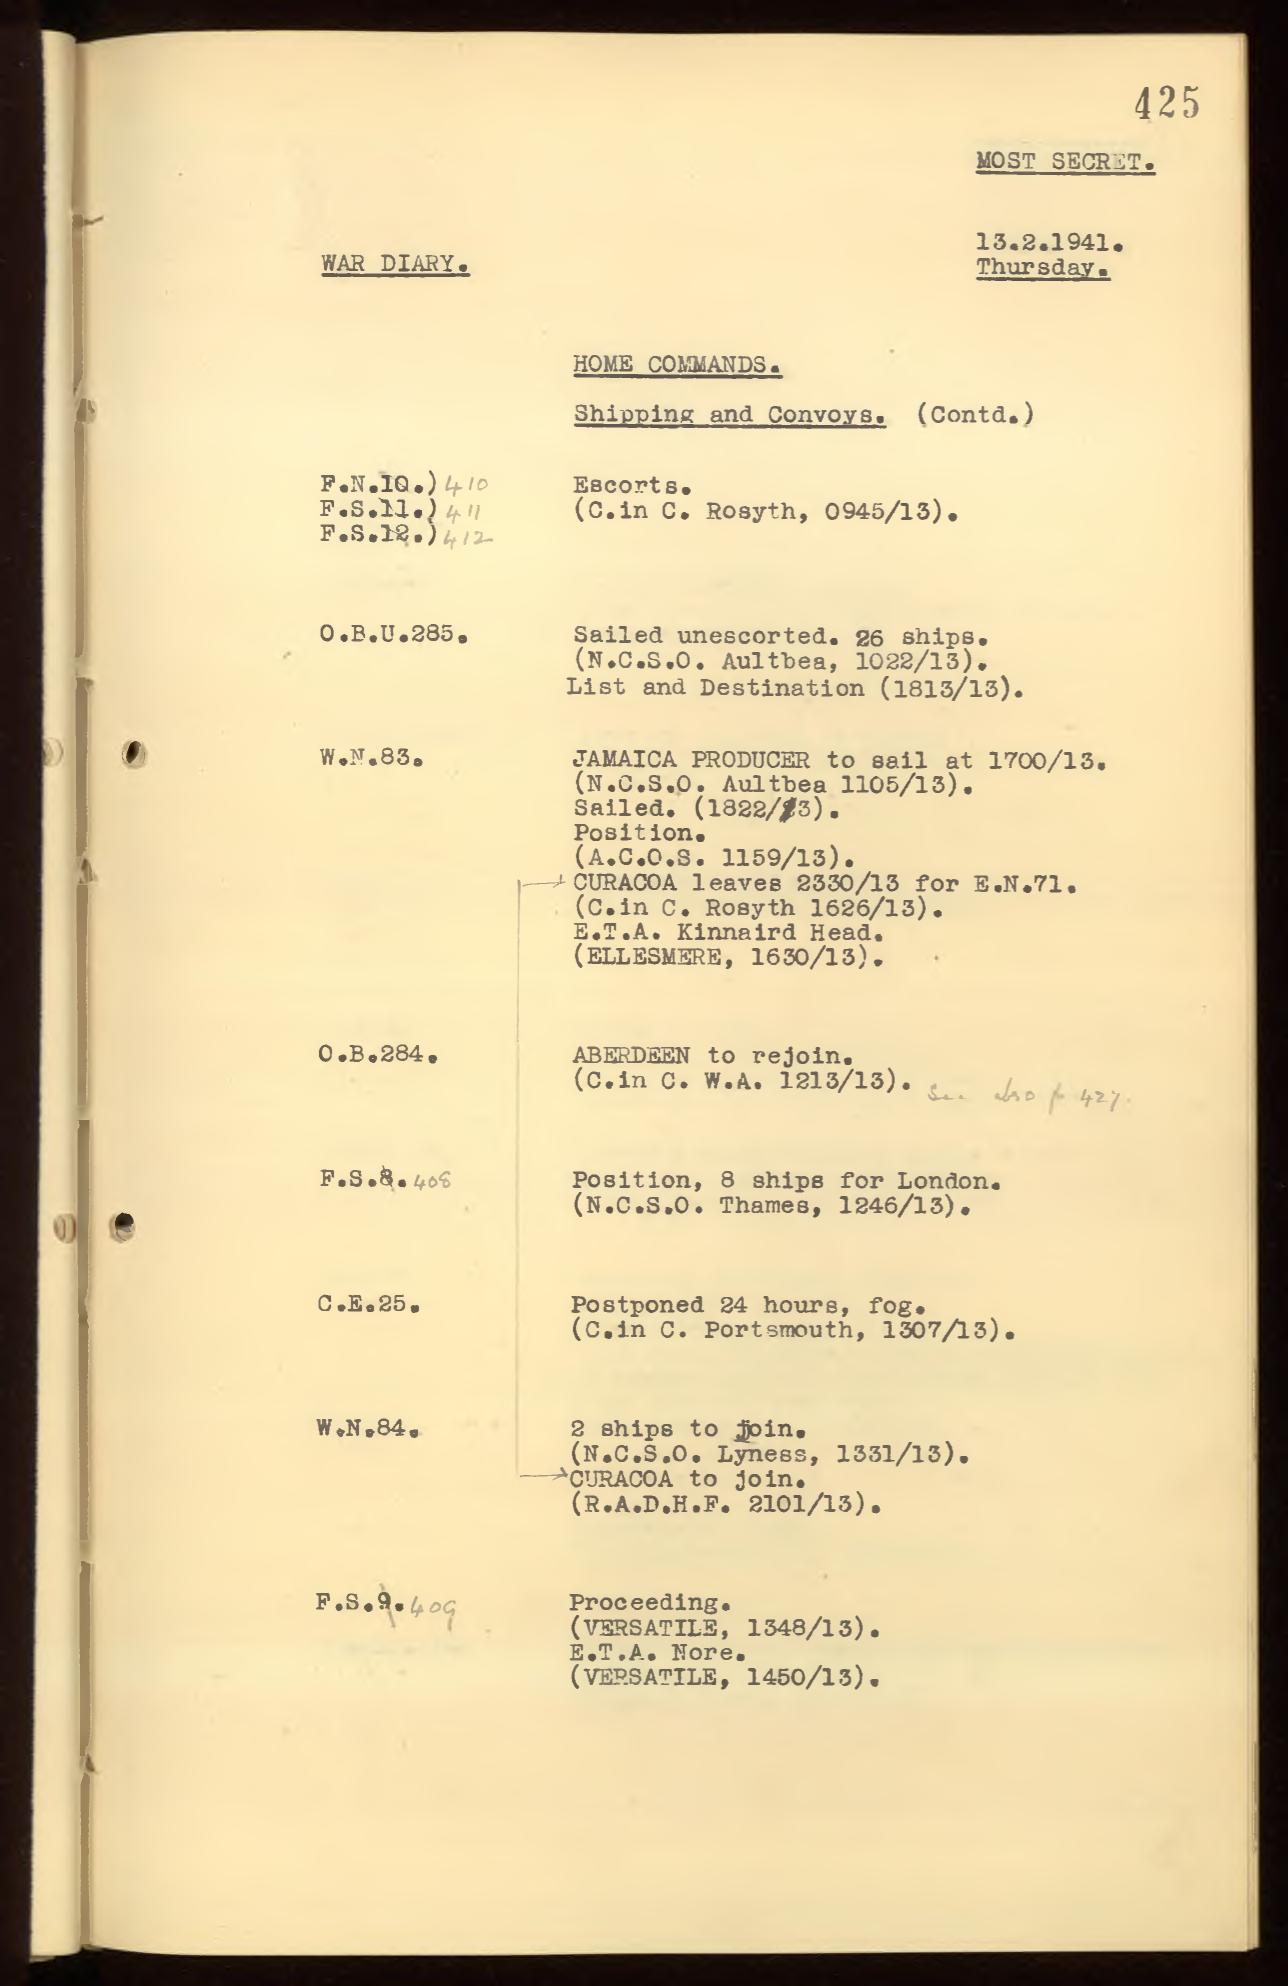 425
MOST SECRET.
13.2.1941.
Thursday.
WAR DIARY.
HOME COMMANDS.
Shipping and Convoys. (Contd.)
F.N.10.) 410 Escorts.
F.S.11.) 411 (C.in C. Rosyth, 0945/13).
F.S.12.) 412
O.B.U.285. Sailed unescorted. 26 ships.
(N.C.S.O. Aultbea, 1022/13).
List and Destination (1813/13).
W.N.83. JAMAICA PRODUCER to sail at 1700/13.
(N.C.S.O. Aultbea 1105/13).
Sailed. (1822/13).
Position.
(A.C.O.S. 1159/13).
CURACOA leaves 2330/13 for E.N.71.
(C.in C. Rosyth 1626/13).
E.T.A. Kinnaird Head.
(ELLESMERE, 1630/13).
O.B.284. ABERDEEN to rejoin.
(C.in C. W.A. 1213/13). See also p 427.
F.S.8. 408 Position, 8 ships for London.
(N.C.S.O. Thames, 1246/13).
C.E.25. Postponed 24 hours, fog.
(C.in C. Portsmouth, 1307/13).
W.N.84. 2 ships to join.
(N.C.S.O. Lyness, 1331/13).
CURACOA to join.
(R.A.D.H.F. 2101/13).
F.S.9. 409 Proceeding.
(VERSATILE, 1348/13).
E.T.A. Nore.
(VERSATILE, 1450/13).